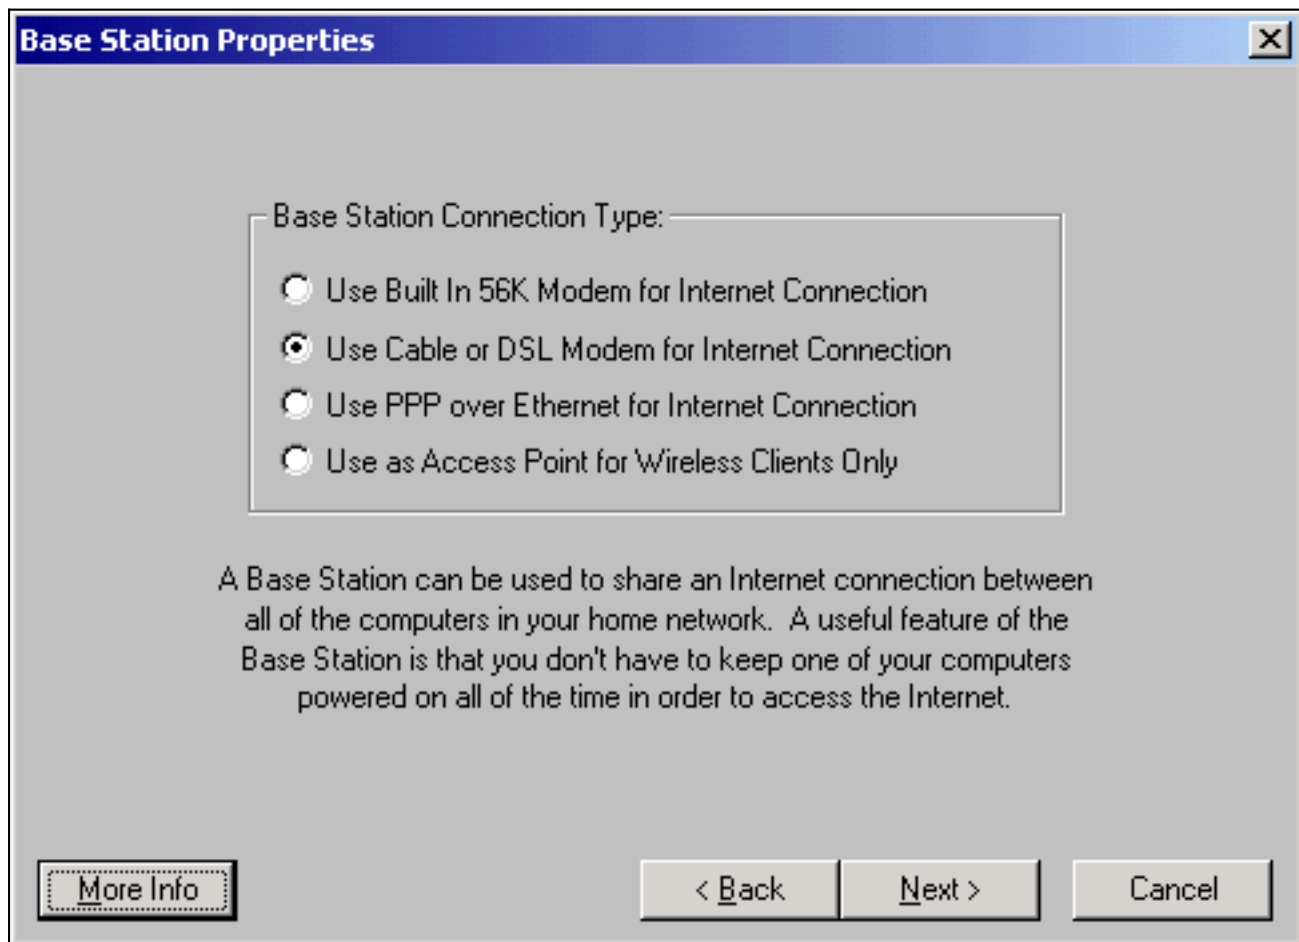 Base Station Properties
Base Station Connection Type:
Use Built In 56K Modem for Internet Connection
Use Cable or DSL Modem for Internet Connection
Use PPP over Ethernet for Internet Connection
Use as Access Point for Wireless Clients Only
A Base Station can be used to share an Internet connection between
all of the computers in your home network.  A useful feature of the
Base Station is that you don't have to keep one of your computers
powered on all of the time in order to access the Internet.
More Info
< Back
Next >
Cancel